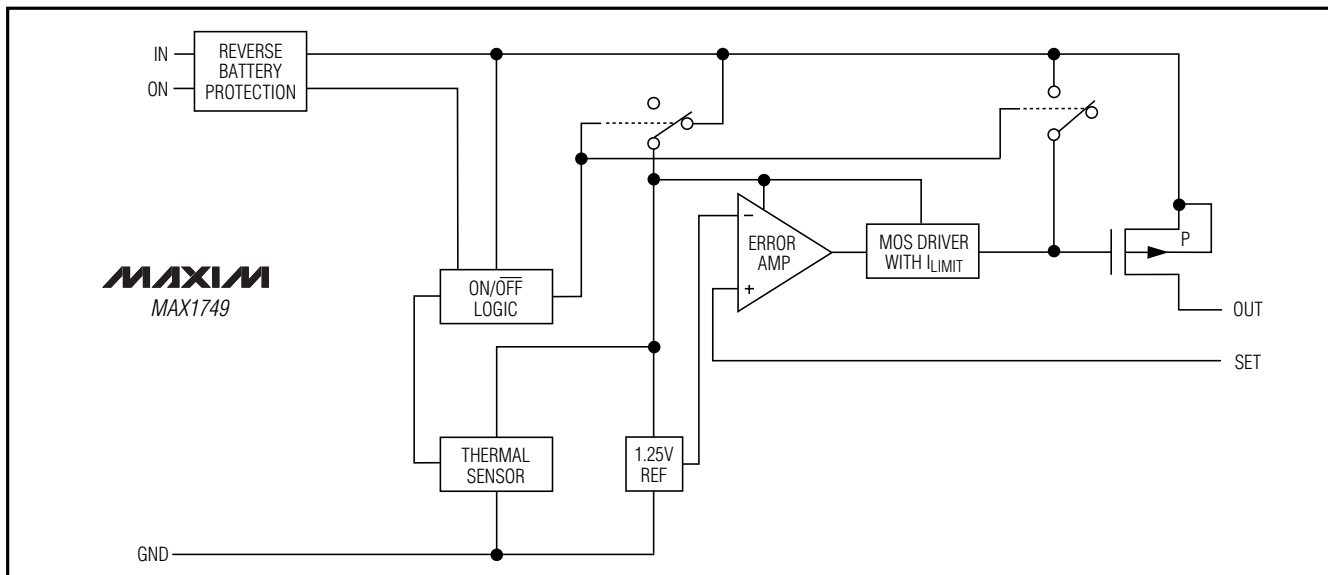 IN
ON
REVERSE
BATTERY
PROTECTION
MAXIM
MAX1749
ON/O̅F̅F̅
LOGIC
ERROR
AMP
−
+
MOS DRIVER
WITH ILIMIT
P
OUT
SET
THERMAL
SENSOR
1.25V
REF
GND